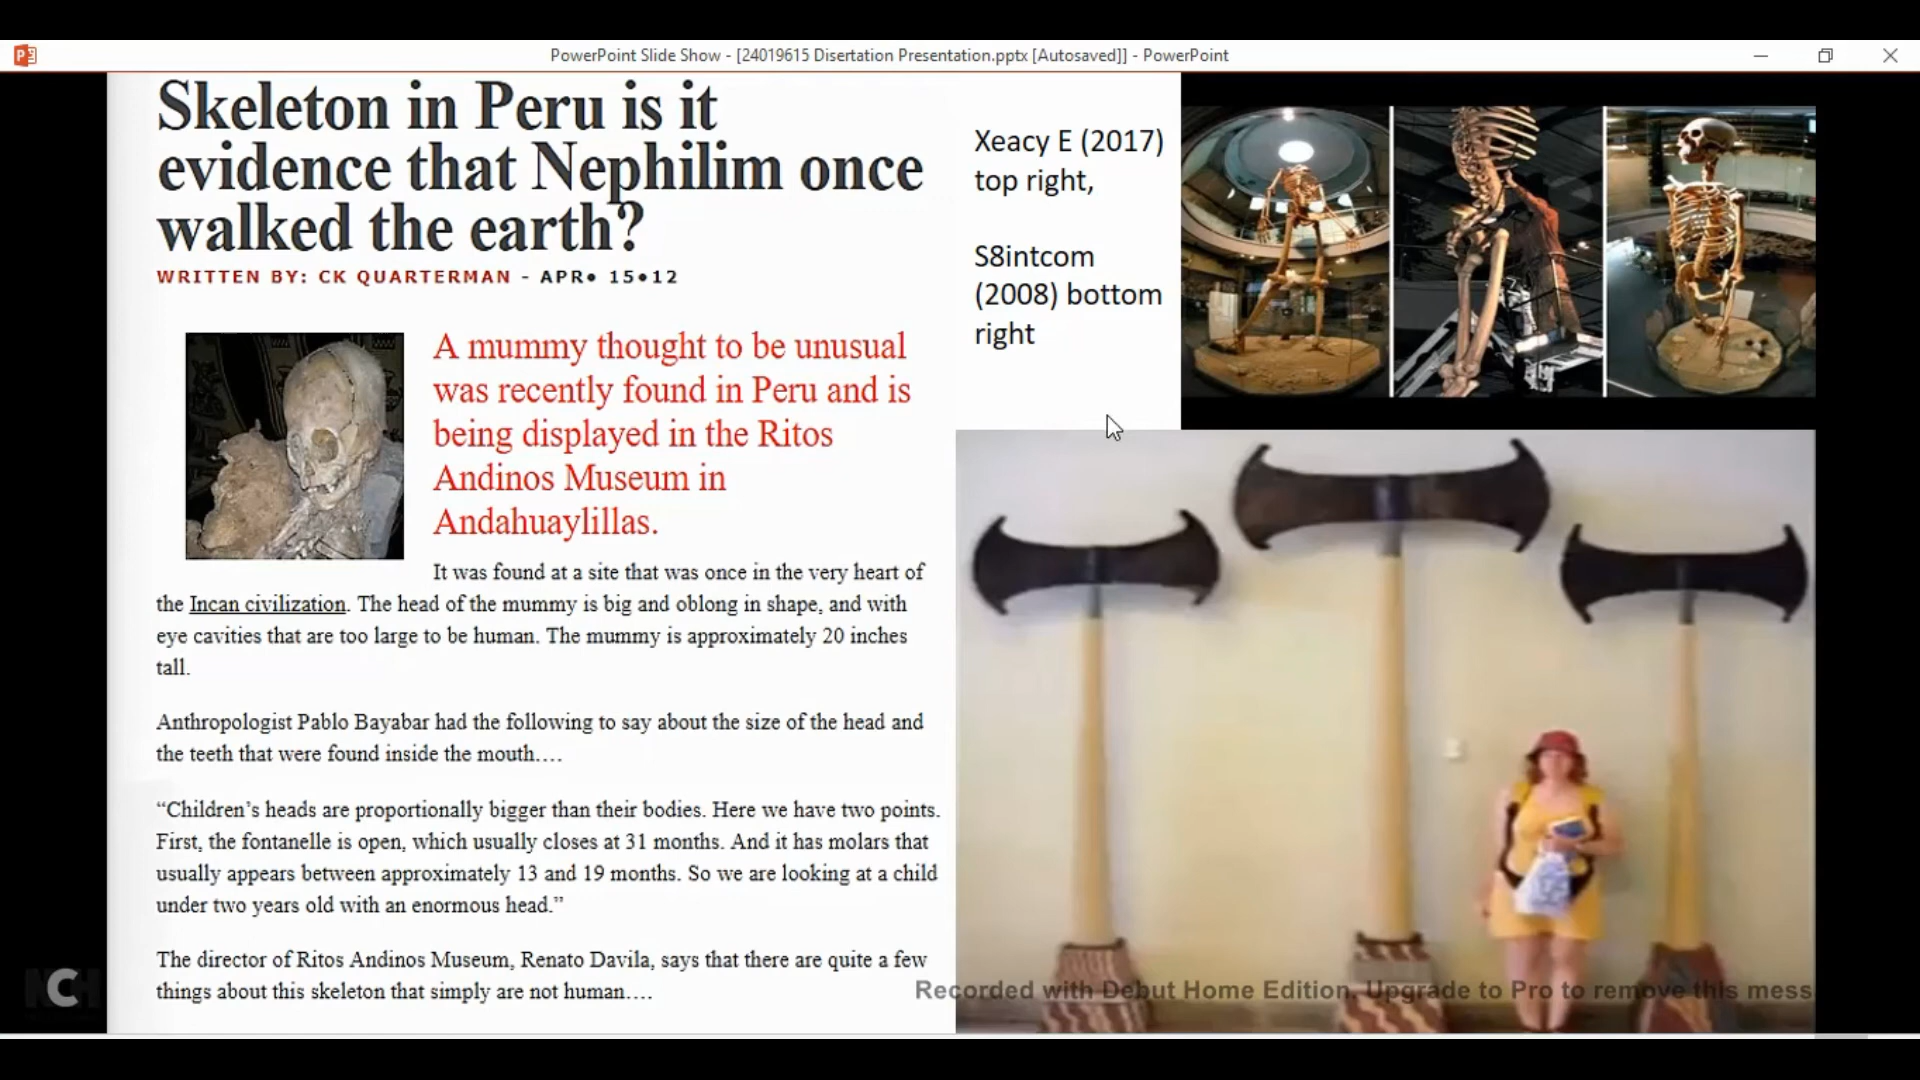 PowerPoint Slide Show - [24019615 Disertation Presentation.pptx [Autosaved]] - PowerPoint
Skeleton in Peru is it
evidence that Nephilim once
walked the earth?
WRITTEN BY: CK QUARTERMAN - APR• 15•12
A mummy thought to be unusual
was recently found in Peru and is
being displayed in the Ritos
Andinos Museum in
Andahuaylillas.
It was found at a site that was once in the very heart of
the Incan civilization. The head of the mummy is big and oblong in shape, and with
eye cavities that are too large to be human. The mummy is approximately 20 inches
tall.
Anthropologist Pablo Bayabar had the following to say about the size of the head and
the teeth that were found inside the mouth….
“Children’s heads are proportionally bigger than their bodies. Here we have two points.
First, the fontanelle is open, which usually closes at 31 months. And it has molars that
usually appears between approximately 13 and 19 months. So we are looking at a child
under two years old with an enormous head.”
The director of Ritos Andinos Museum, Renato Davila, says that there are quite a few
things about this skeleton that simply are not human….
Xeacy E (2017)
top right,
S8intcom
(2008) bottom
right
NCH
Recorded with Debut Home Edition. Upgrade to Pro to remove this mess